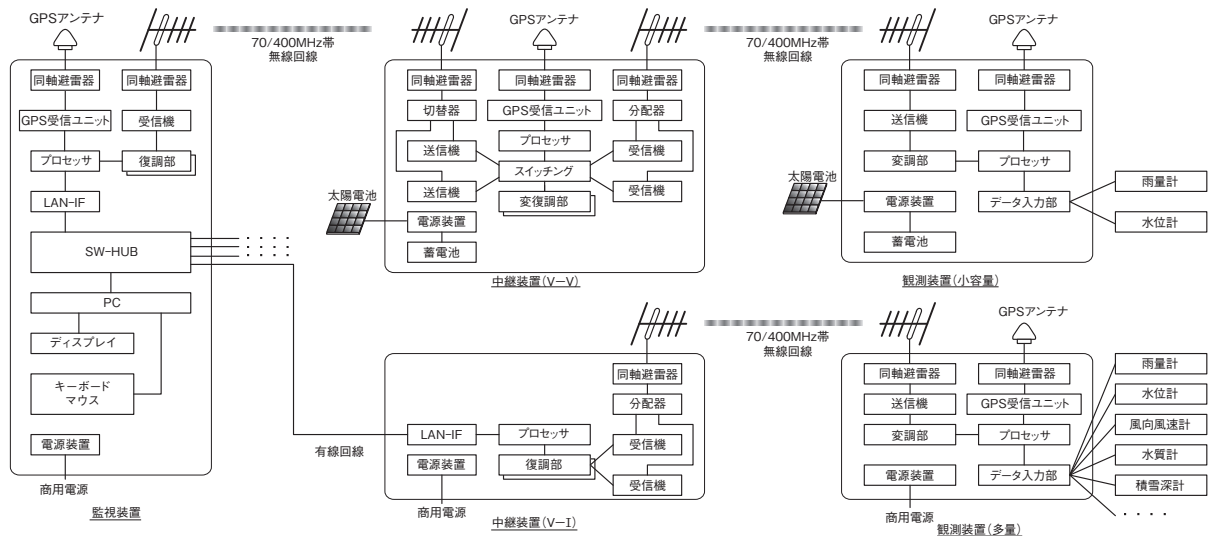 GPSアンテナ
70/400MHz帯
無線回線
同軸避雷器
同軸避雷器
GPS受信ユニット
受信機
プロセッサ
復調部
LAN-IF
SW-HUB
・・・・
・・・・
PC
ディスプレイ
キーボード
マウス
電源装置
商用電源
監視装置
GPSアンテナ
同軸避雷器
同軸避雷器
同軸避雷器
切替器
GPS受信ユニット
分配器
送信機
プロセッサ
受信機
スイッチング
送信機
受信機
変復調部
太陽電池
電源装置
蓄電池
中継装置(V-V)
70/400MHz帯
無線回線
GPSアンテナ
同軸避雷器
同軸避雷器
送信機
GPS受信ユニット
変調部
プロセッサ
太陽電池
電源装置
データ入力部
雨量計
水位計
蓄電池
観測装置(小容量)
有線回線
同軸避雷器
分配器
LAN-IF
プロセッサ
受信機
電源装置
復調部
受信機
商用電源
中継装置(V-I)
70/400MHz帯
無線回線
GPSアンテナ
同軸避雷器
同軸避雷器
送信機
GPS受信ユニット
変調部
プロセッサ
電源装置
データ入力部
雨量計
水位計
風向風速計
水質計
積雪深計
・・・・
商用電源
観測装置(多量)